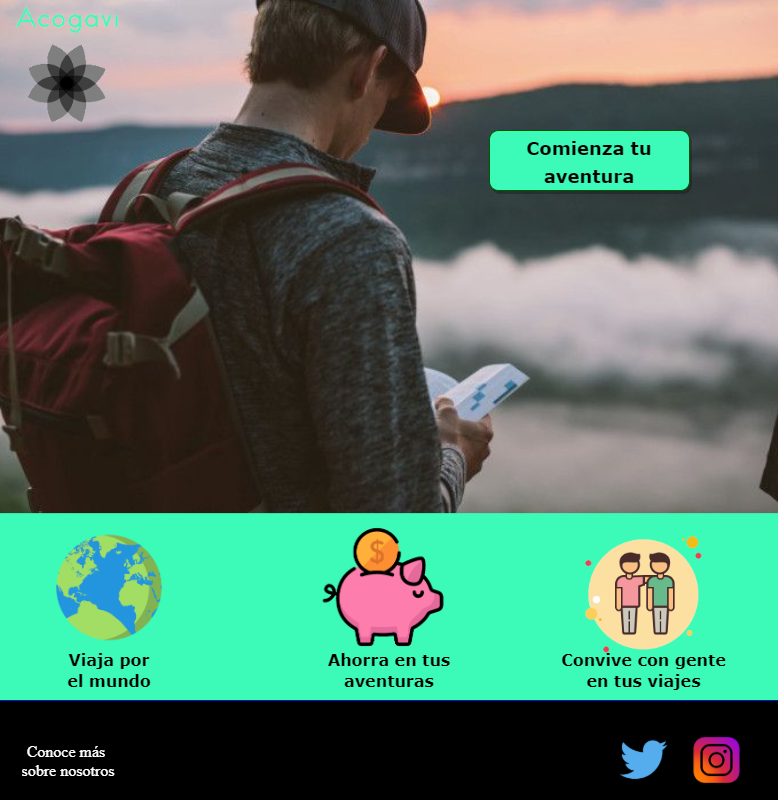 Acogavi
Comienza tu
aventura
$
Viaja por
el mundo
Ahorra en tus
aventuras
Convive con gente
en tus viajes
Conoce más
sobre nosotros